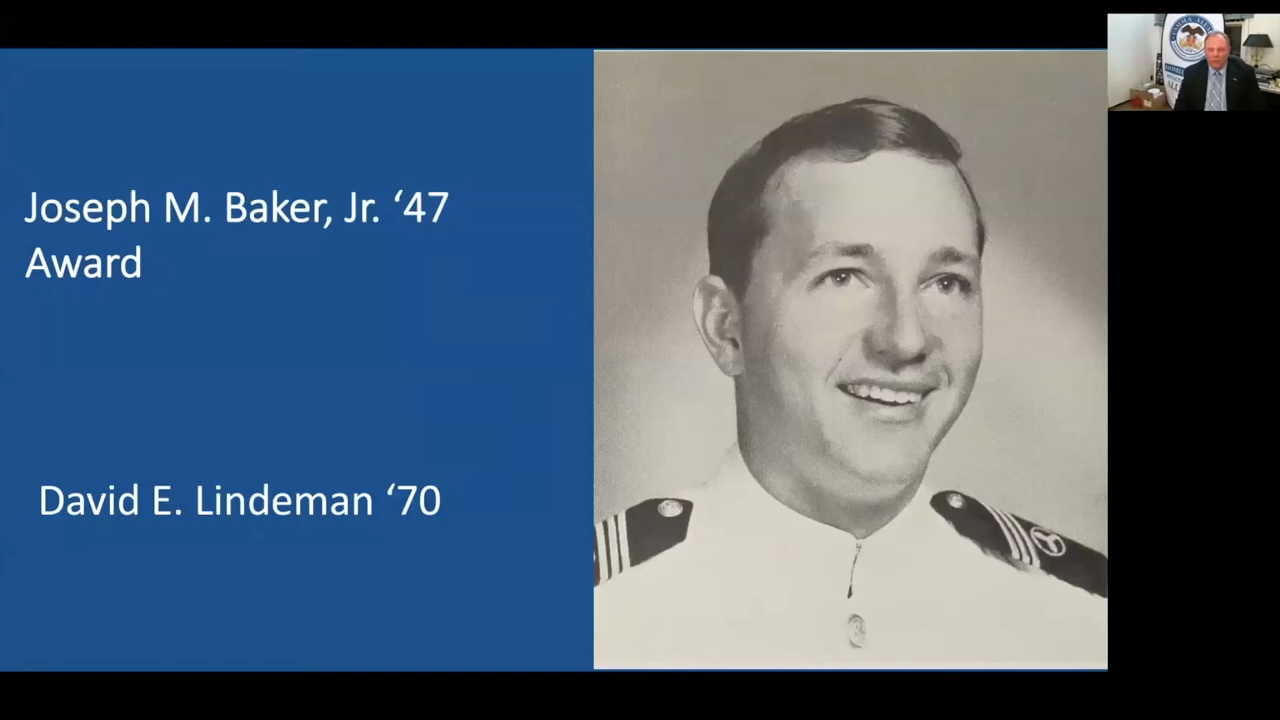 Joseph M. Baker, Jr. ‘47
Award
David E. Lindeman ‘70